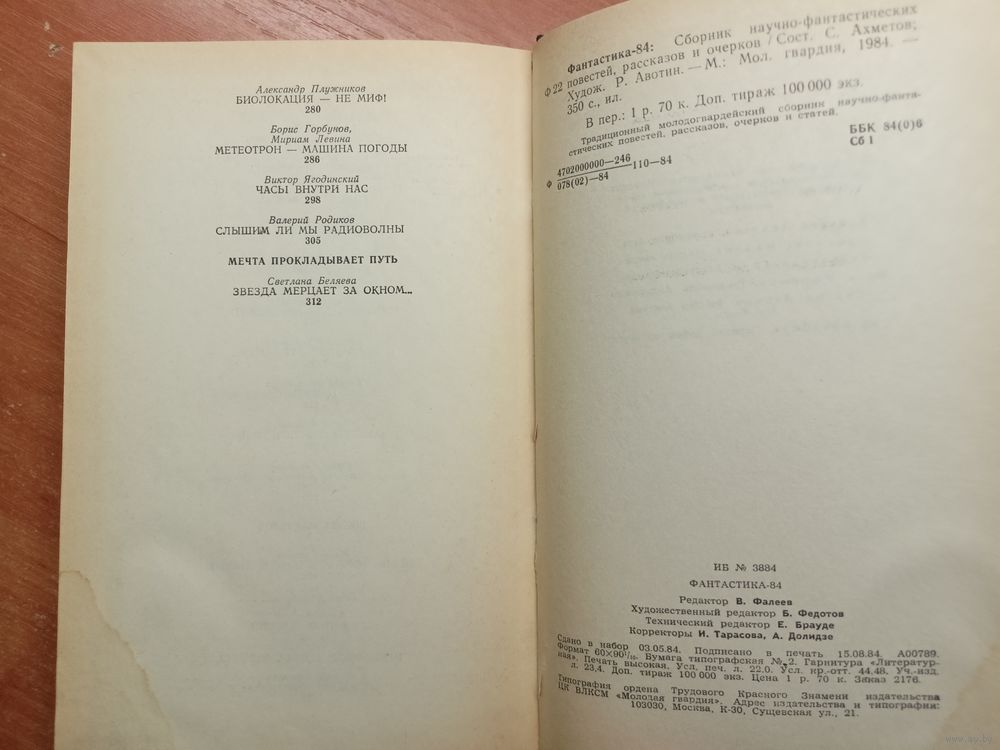 Александр Плужников
БИОЛОКАЦИЯ — НЕ МИФ!
280
Борис Горбунов,
Мириам Левина
МЕТЕОТРОН — МАШИНА ПОГОДЫ
286
Виктор Ягодинский
ЧАСЫ ВНУТРИ НАС
298
Валерий Родиков
СЛЫШИМ ЛИ МЫ РАДИОВОЛНЫ
305
МЕЧТА ПРОКЛАДЫВАЕТ ПУТЬ
Светлана Беляева
ЗВЕЗДА МЕРЦАЕТ ЗА ОКНОМ...
312
Фантастика-84: Сборник научно-фантастических
Ф22 повестей, рассказов и очерков / Сост. С. Ахметов;
Худож. Р. Авотин. — М.: Мол. гвардия, 1984. —
350 с., ил.
В пер.: 1 р. 70 к. Доп. тираж 100 000 экз.
Традиционный молодогвардейский сборник научно-фанта-
стических повестей, рассказов, очерков и статей.
Ф 4702000000—246
078(02)—84
110—84
ББК 84(0)6
Сб 1
ИБ № 3884
ФАНТАСТИКА-84
Редактор В. Фалеев
Художественный редактор Б. Федотов
Технический редактор Е. Брауде
Корректоры И. Тарасова, А. Долидзе
Сдано в набор 03.05.84. Подписано в печать 15.08.84. А00789.
Формат 60×90¹/₁₆. Бумага типографская № 2. Гарнитура «Литератур-
ная». Печать высокая. Усл. печ. л. 22,0. Усл. кр.-отт. 44,48. Уч.-изд.
л. 23,4. Доп. тираж 100 000 экз. Цена 1 р. 70 к. Заказ 2176.
Типография ордена Трудового Красного Знамени издательства
ЦК ВЛКСМ «Молодая гвардия». Адрес издательства и типографии:
103030, Москва, К-30, Сущевская ул., 21.